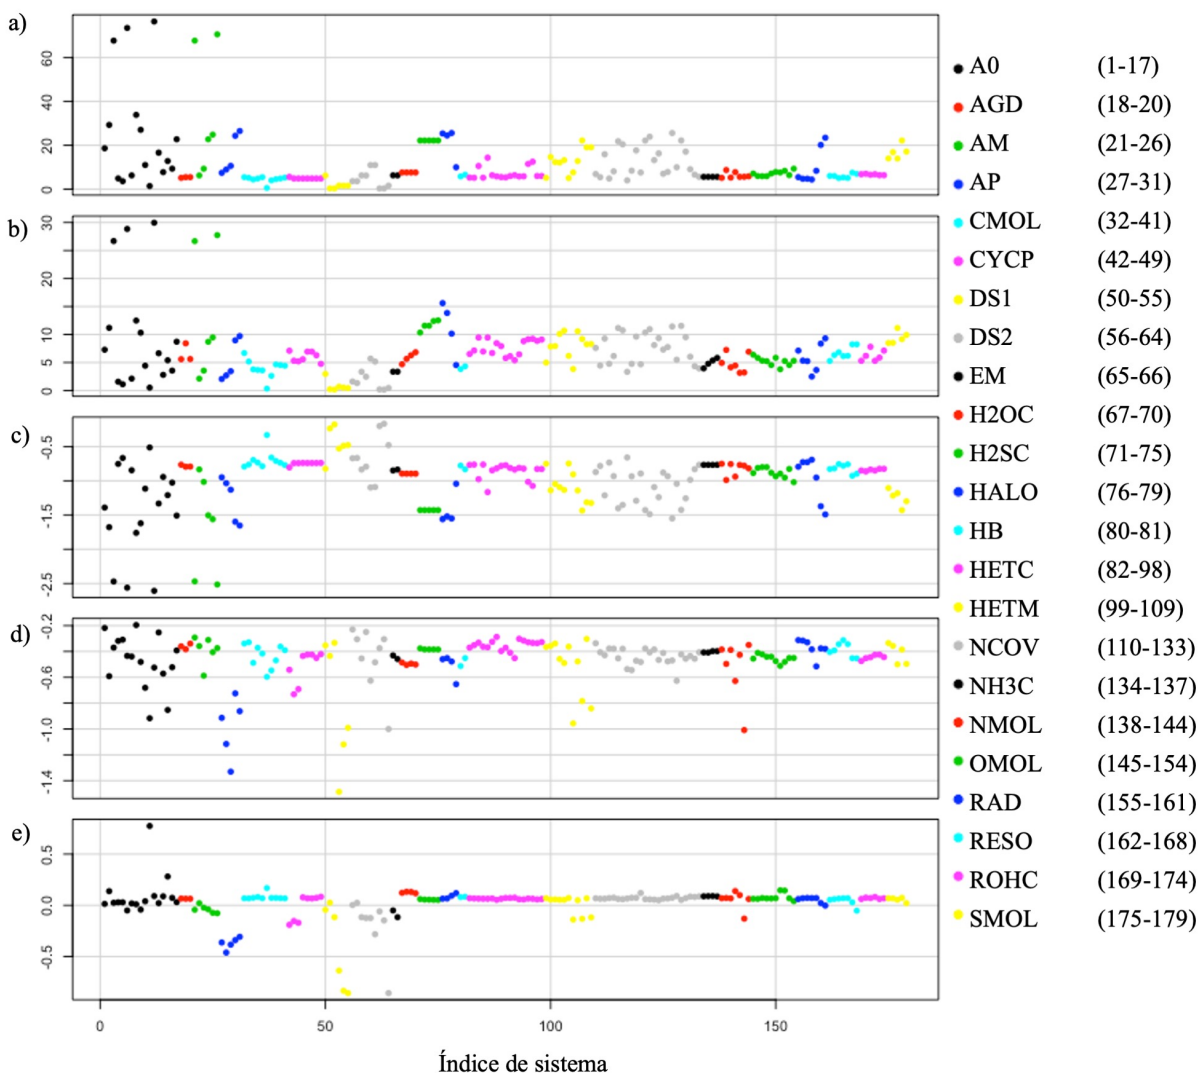 a)
60
40
20
0
b)
30
20
10
5
0
c)
-0.5
-1.5
-2.5
d)
-0.2
-0.6
-1.0
-1.4
e)
0.5
0.0
-0.5
0 50 100 150
Índice de sistema
A0 (1-17)
AGD (18-20)
AM (21-26)
AP (27-31)
CMOL (32-41)
CYCP (42-49)
DS1 (50-55)
DS2 (56-64)
EM (65-66)
H2OC (67-70)
H2SC (71-75)
HALO (76-79)
HB (80-81)
HETC (82-98)
HETM (99-109)
NCOV (110-133)
NH3C (134-137)
NMOL (138-144)
OMOL (145-154)
RAD (155-161)
RESO (162-168)
ROHC (169-174)
SMOL (175-179)